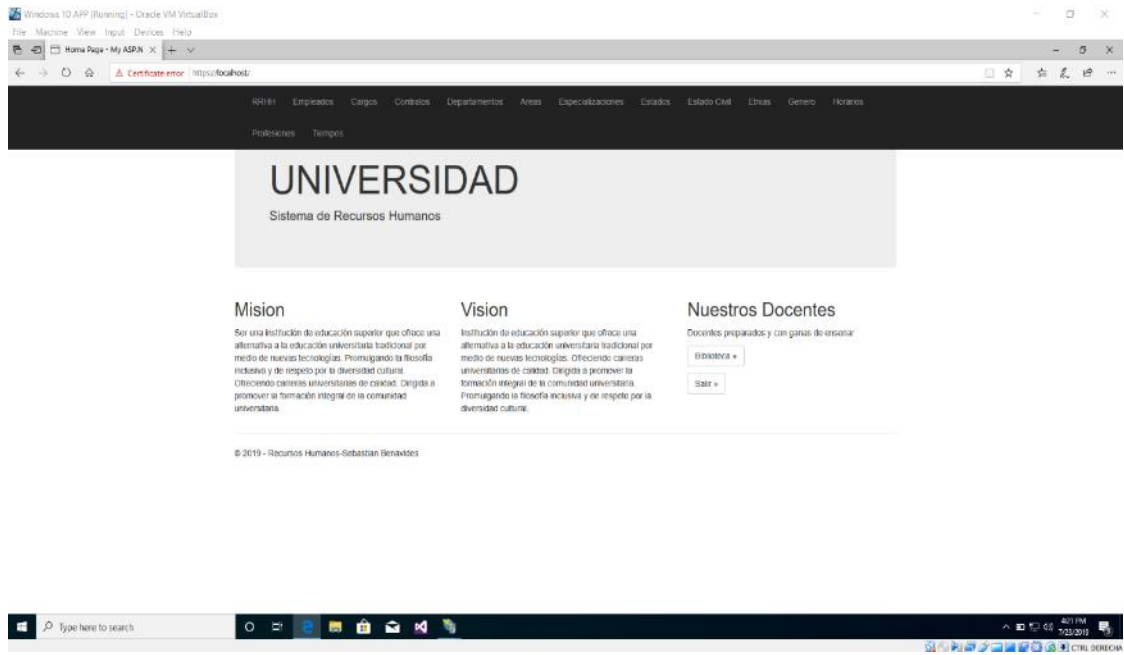 Windows 10 APP [Running] - Oracle VM VirtualBox
File Machine View Input Devices Help
Home Page - My ASP.N
Certificate error https://localhost/
RRHH Empleados Cargos Contratos Departamentos Areas Especializaciones Estados Estado Civil Etnias Genero Horarios
Profesiones Tiempos
UNIVERSIDAD
Sistema de Recursos Humanos
Mision
Ser una institución de educación superior que ofrece una
alternativa a la educación universitaria tradicional por
medio de nuevas tecnologías. Promulgando la filosofía
inclusiva y de respeto por la diversidad cultural.
Ofreciendo carreras universitarias de calidad. Dirigida a
promover la formación integral de la comunidad
universitaria.
Vision
Institución de educación superior que ofrece una
alternativa a la educación universitaria tradicional por
medio de nuevas tecnologías. Ofreciendo carreras
universitarias de calidad. Dirigida a promover la
formación integral de la comunidad universitaria.
Promulgando la filosofía inclusiva y de respeto por la
diversidad cultural.
Nuestros Docentes
Docentes preparados y con ganas de ensenar
Biblioteca »
Salir »
© 2019 - Recursos Humanos-Sebastian Benavides
Type here to search
4:21 PM
7/23/2019
CTRL DERECHA